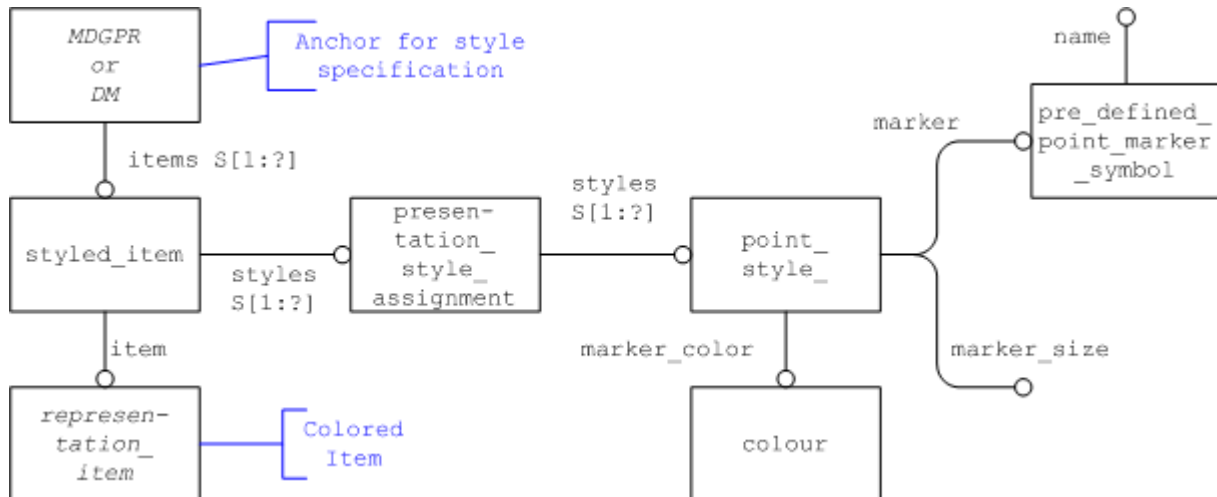 MDGPR
or
DM
Anchor for style
specification
name
pre_defined_
point_marker
_symbol
marker
items S[1:?]
styled_item
styles
S[1:?]
presen-
tation_
style_
assignment
styles
S[1:?]
point_
style_
item
marker_color
marker_size
represen-
tation_
item
Colored
Item
colour